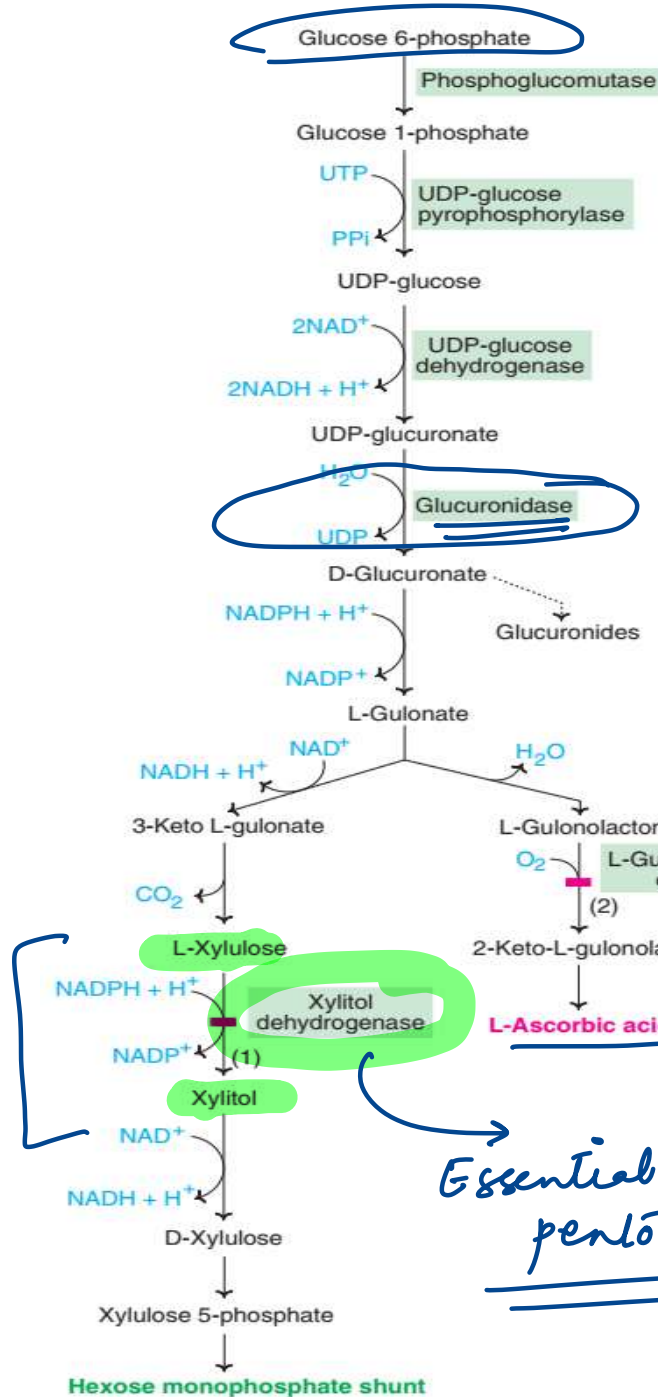 Glucose 6-phosphate
Phosphoglucomutase
Glucose 1-phosphate
UTP
UDP-glucose
pyrophosphorylase
PPi
UDP-glucose
2NAD⁺
UDP-glucose
dehydrogenase
2NADH + H⁺
UDP-glucuronate
H₂O
Glucuronidase
UDP
D-Glucuronate
NADPH + H⁺
Glucuronides
NADP⁺
L-Gulonate
NAD⁺
H₂O
NADH + H⁺
3-Keto L-gulonate
L-Gulonolacton
O₂
L-Gu
CO₂
(2)
L-Xylulose
2-Keto-L-gulonola
NADPH + H⁺
Xylitol
dehydrogenase
L-Ascorbic aci
NADP⁺
(1)
Xylitol
NAD⁺
Essential
NADH + H⁺
D-Xylulose
Xylulose 5-phosphate
Hexose monophosphate shunt